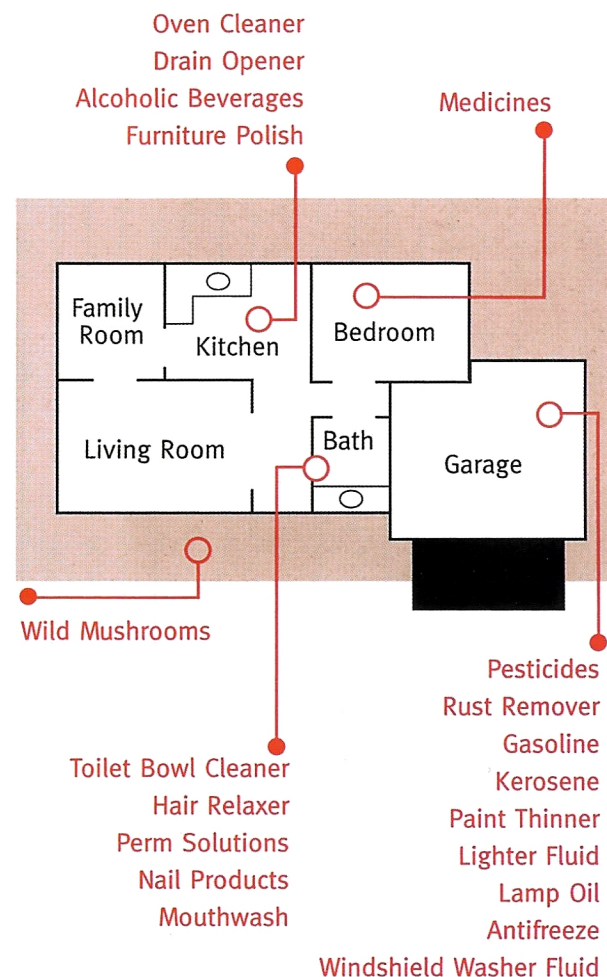 Oven Cleaner
Drain Opener
Alcoholic Beverages
Furniture Polish
Medicines
Family
Room
Kitchen
Bedroom
Living Room
Bath
Garage
Wild Mushrooms
Toilet Bowl Cleaner
Hair Relaxer
Perm Solutions
Nail Products
Mouthwash
Pesticides
Rust Remover
Gasoline
Kerosene
Paint Thinner
Lighter Fluid
Lamp Oil
Antifreeze
Windshield Washer Fluid